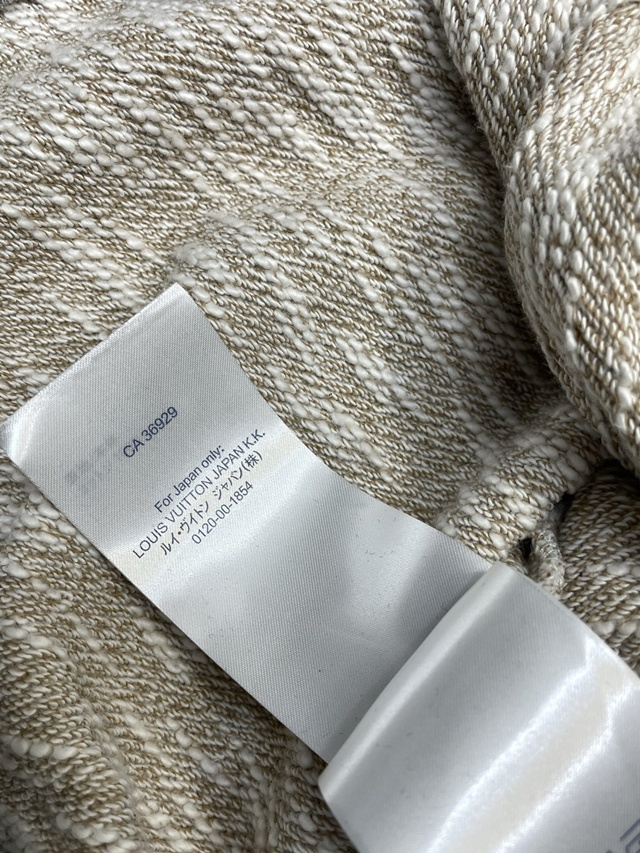 CA 36929
For Japan only:
LOUIS VUITTON JAPAN K.K.
ルイ・ヴィトン ジャパン(株)
0120-00-1854